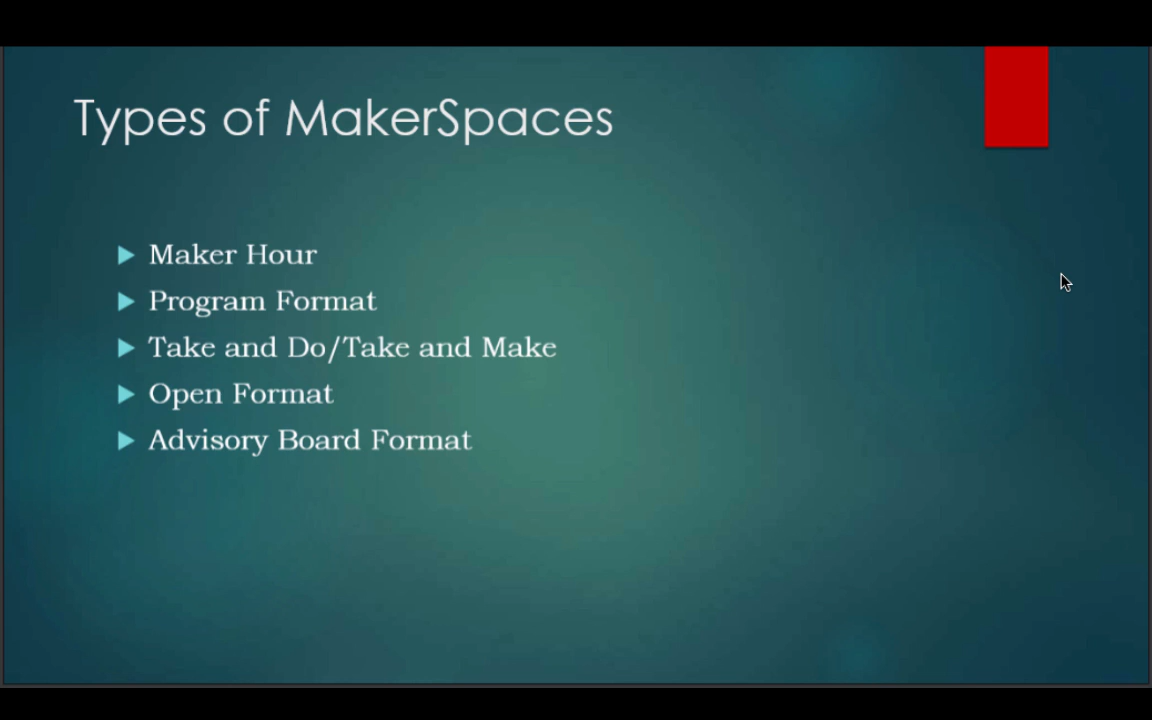 Types of MakerSpaces
Maker Hour
Program Format
Take and Do/Take and Make
Open Format
Advisory Board Format